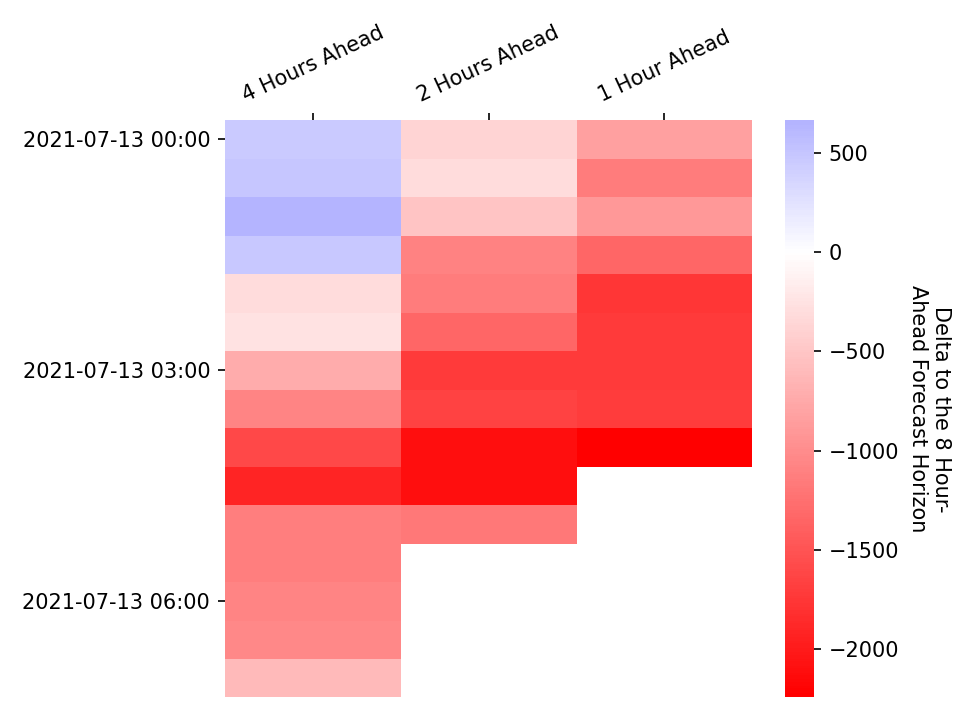 4 Hours Ahead
2 Hours Ahead
1 Hour Ahead
2021-07-13 00:00
2021-07-13 03:00
2021-07-13 06:00
500
0
−500
−1000
−1500
−2000
Delta to the 8 Hour-
Ahead Forecast Horizon